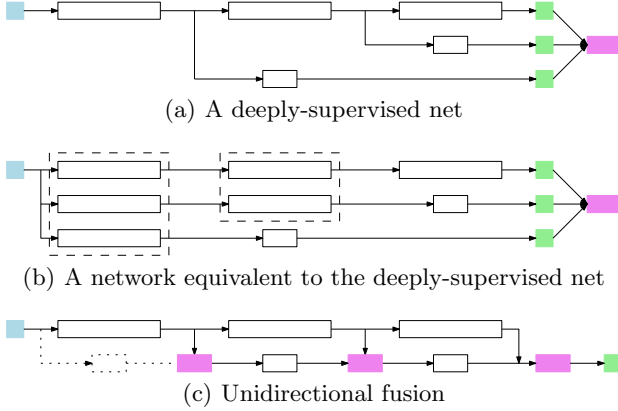 (a) A deeply-supervised net
(b) A network equivalent to the deeply-supervised net
(c) Unidirectional fusion